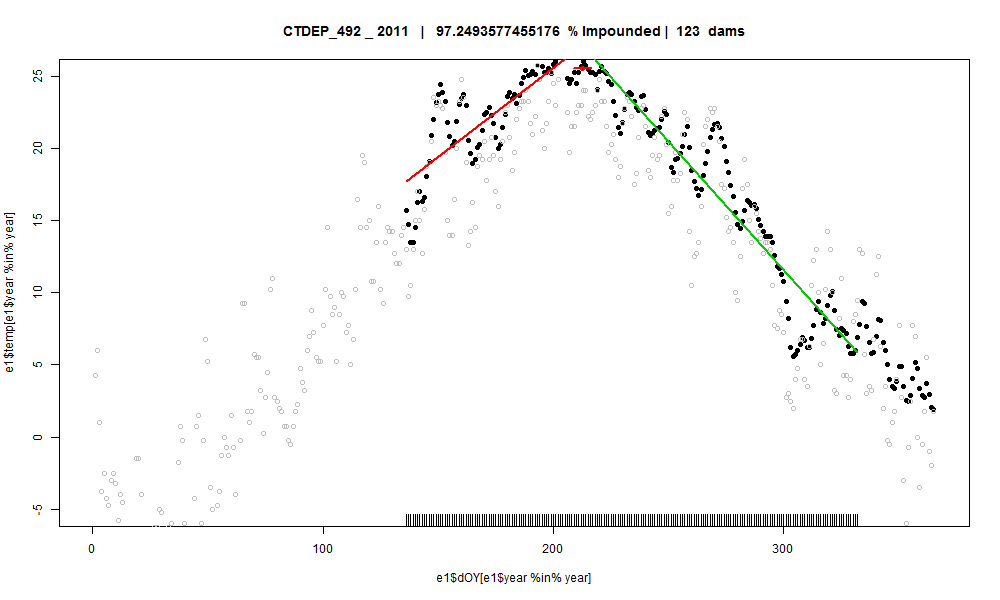 CTDEP_492 _ 2011 | 97.2493577455176 % Impounded | 123 dams
e1$temp[e1$year %in% year]
25
20
15
10
5
0
-5
0 100 200 300
e1$dOY[e1$year %in% year]